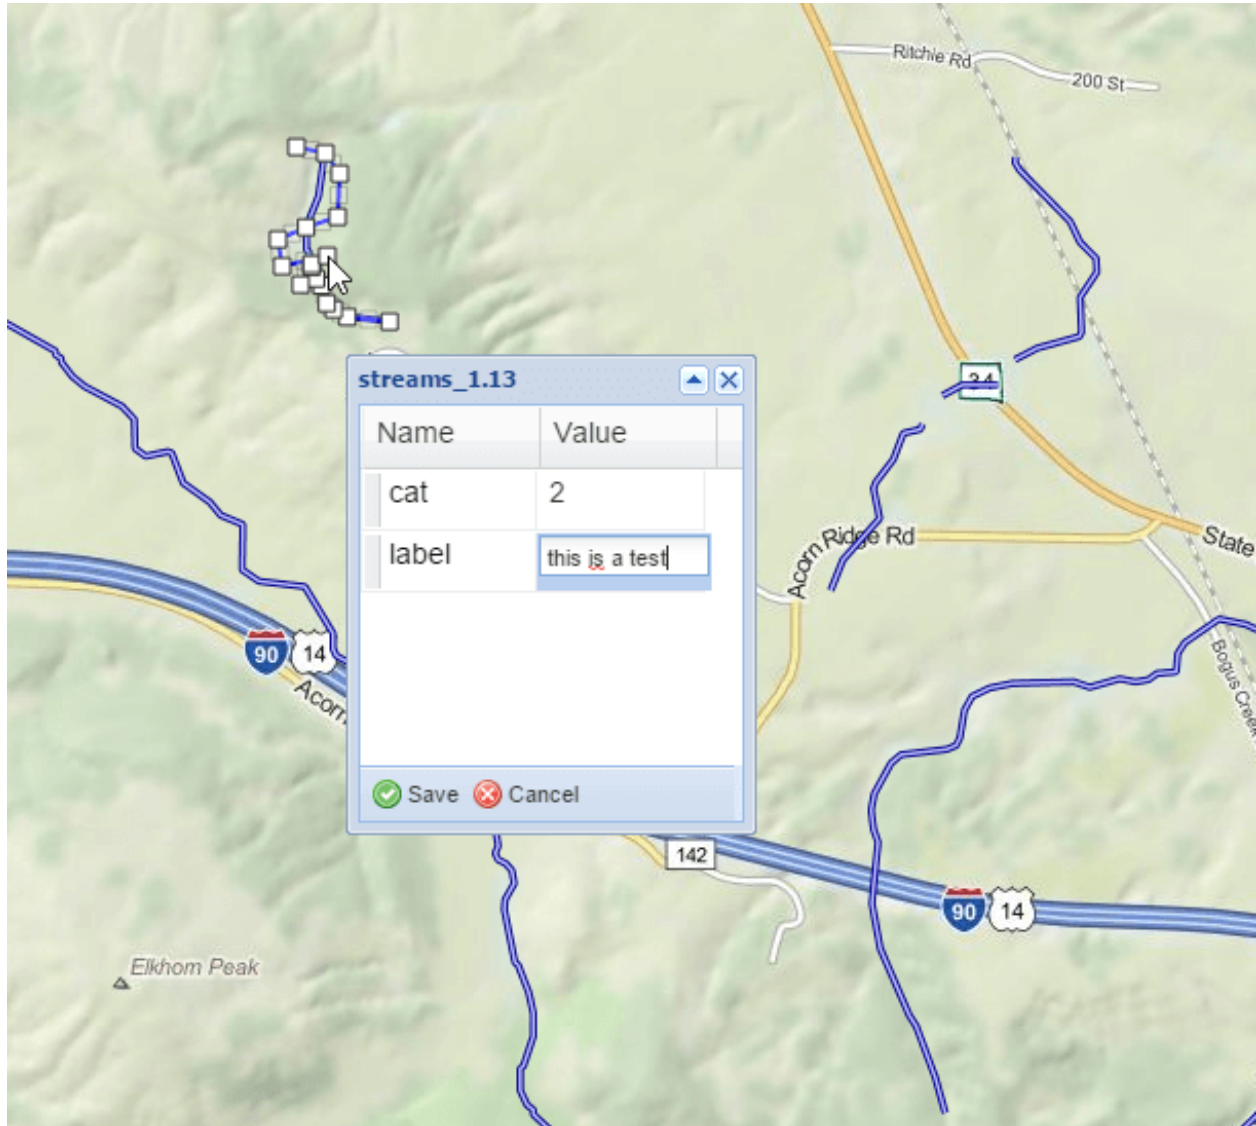 Ritchie Rd
200 St
streams_1.13
34
Name Value
cat 2
label this is a test
Acorn Ridge Rd
State
90 14
Acorn
Bogus Creek
Save Cancel
142
90 14
Elkhorn Peak